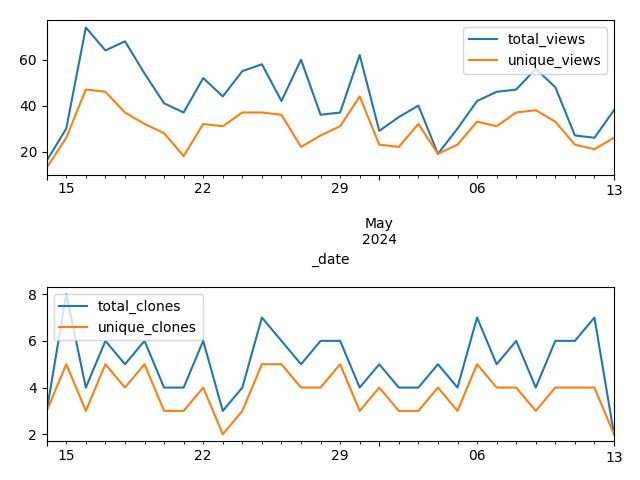 total_views
unique_views
60
40
20
15 22 29 06 13
May
2024
_date
8
total_clones
unique_clones
6
4
2
15 22 29 06 13